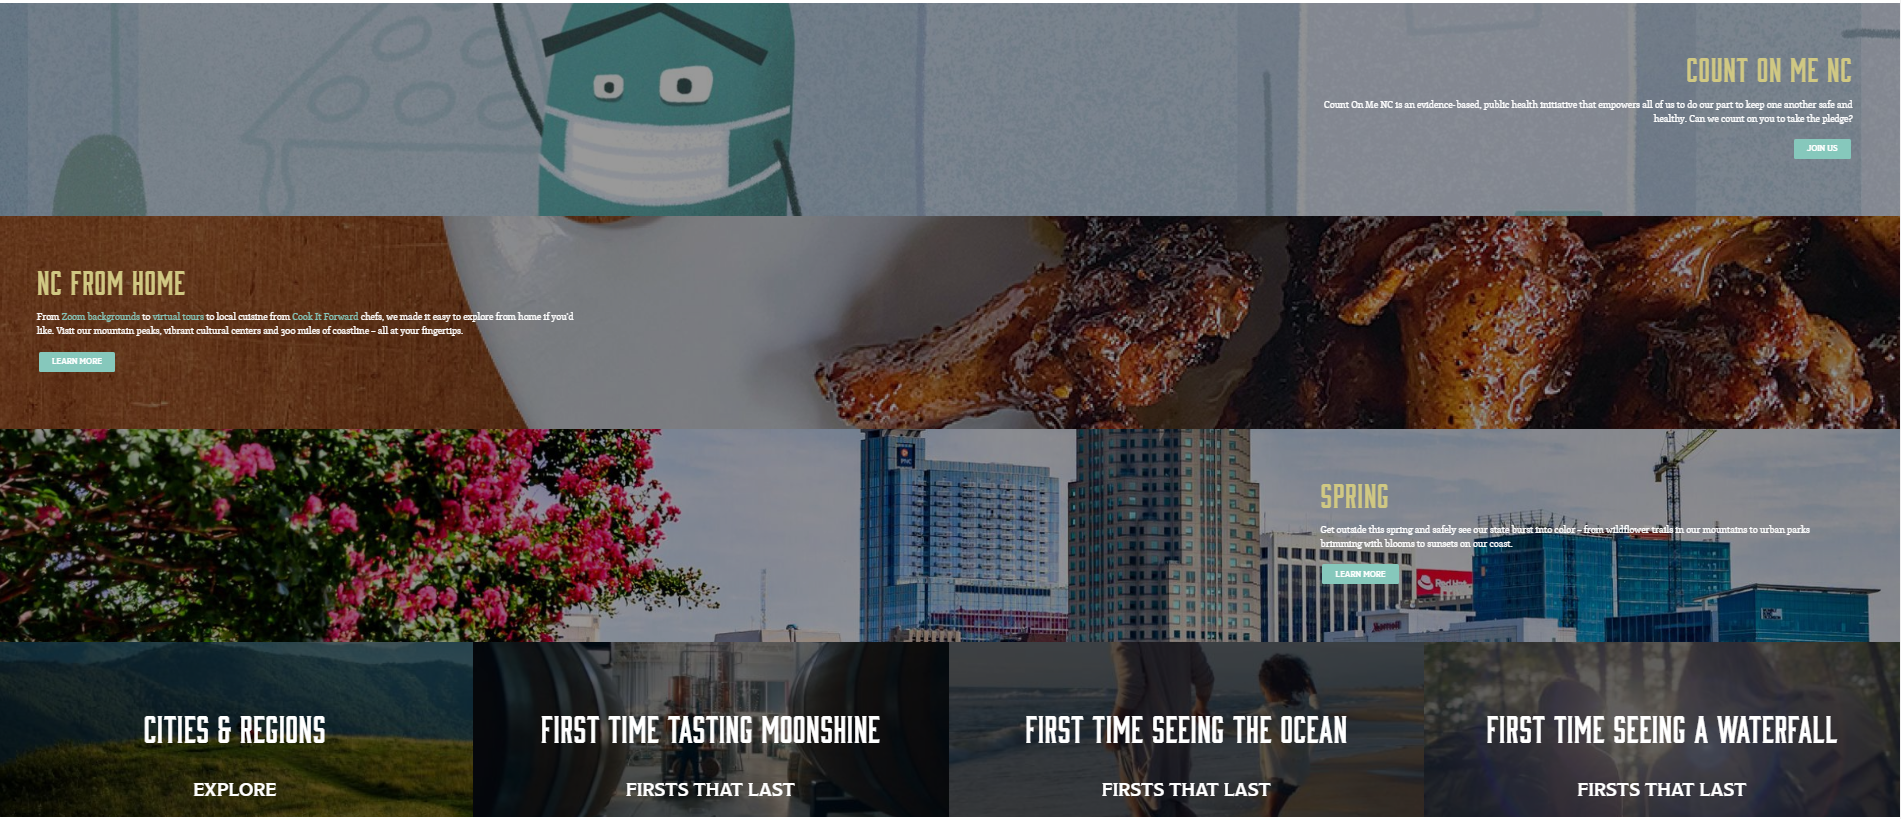 COUNT ON ME NC
Count On Me NC is an evidence-based, public health initiative that empowers all of us to do our part to keep one another safe and
healthy. Can we count on you to take the pledge?
JOIN US
NC FROM HOME
From Zoom backgrounds to virtual tours to local cuisine from Cook It Forward chefs, we made it easy to explore from home if you'd
like. Visit our mountain peaks, vibrant cultural centers and 300 miles of coastline – all at your fingertips.
LEARN MORE
PNC
SPRING
Get outside this spring and safely see our state burst into color – from wildflower trails in our mountains to urban parks
brimming with blooms to sunsets on our coast.
LEARN MORE
Red Hat
Marriott
CITIES & REGIONS
EXPLORE
FIRST TIME TASTING MOONSHINE
FIRSTS THAT LAST
FIRST TIME SEEING THE OCEAN
FIRSTS THAT LAST
FIRST TIME SEEING A WATERFALL
FIRSTS THAT LAST